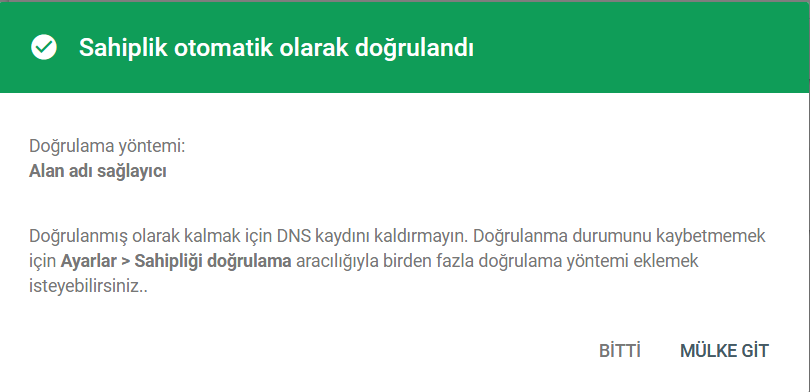 Sahiplik otomatik olarak doğrulandı
Doğrulama yöntemi:
Alan adı sağlayıcı
Doğrulanmış olarak kalmak için DNS kaydını kaldırmayın. Doğrulanma durumunu kaybetmemek
için Ayarlar > Sahipliği doğrulama aracılığıyla birden fazla doğrulama yöntemi eklemek
isteyebilirsiniz..
BİTTİ MÜLKE GİT